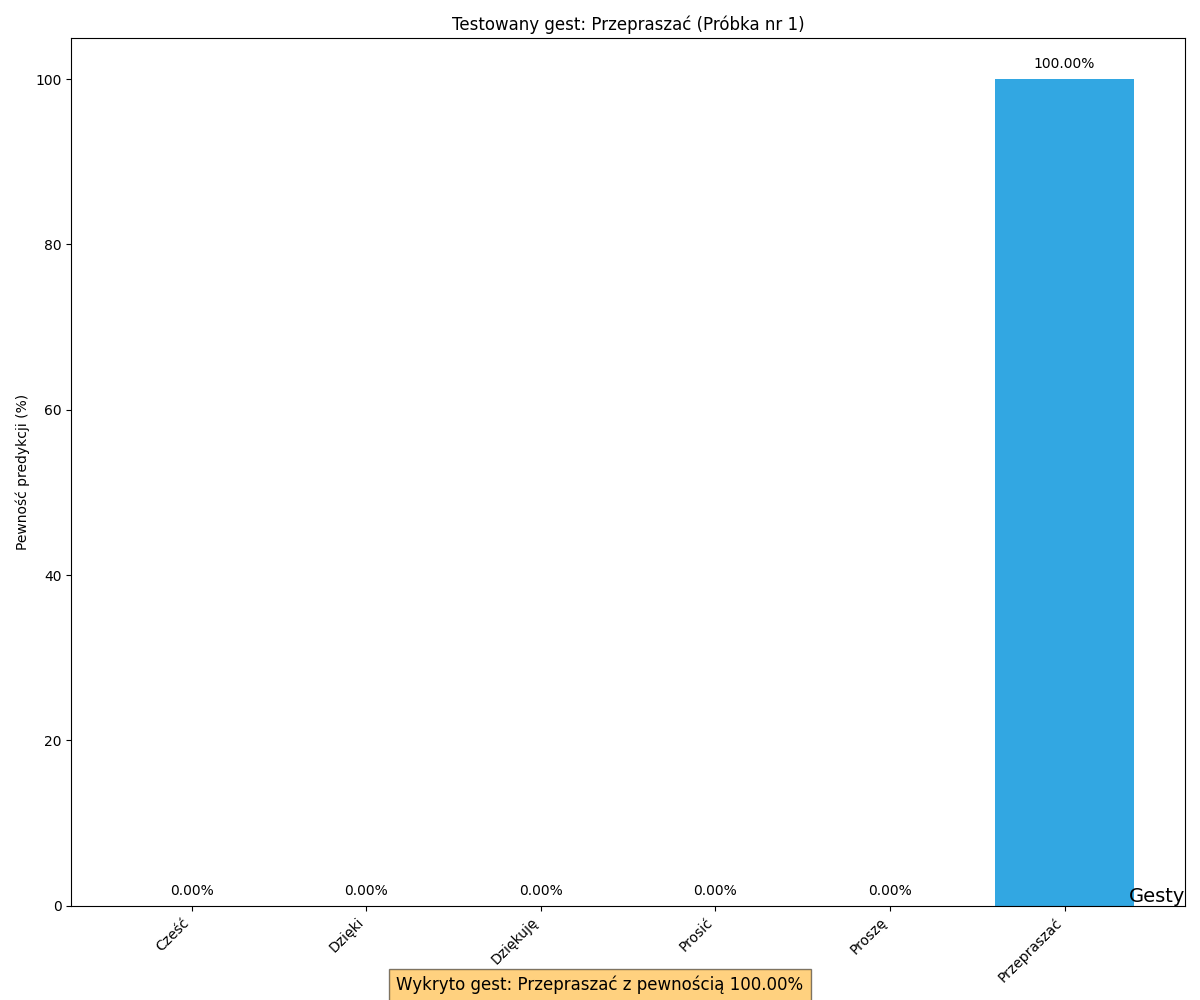 Testowany gest: Przepraszać (Próbka nr 1)
100.00%
100
80
60
40
20
0
Pewność predykcji (%)
0.00% 0.00% 0.00% 0.00% 0.00%
Gesty
Cześć Dzięki Dziękuję Prosić Proszę Przepraszać
Wykryto gest: Przepraszać z pewnością 100.00%